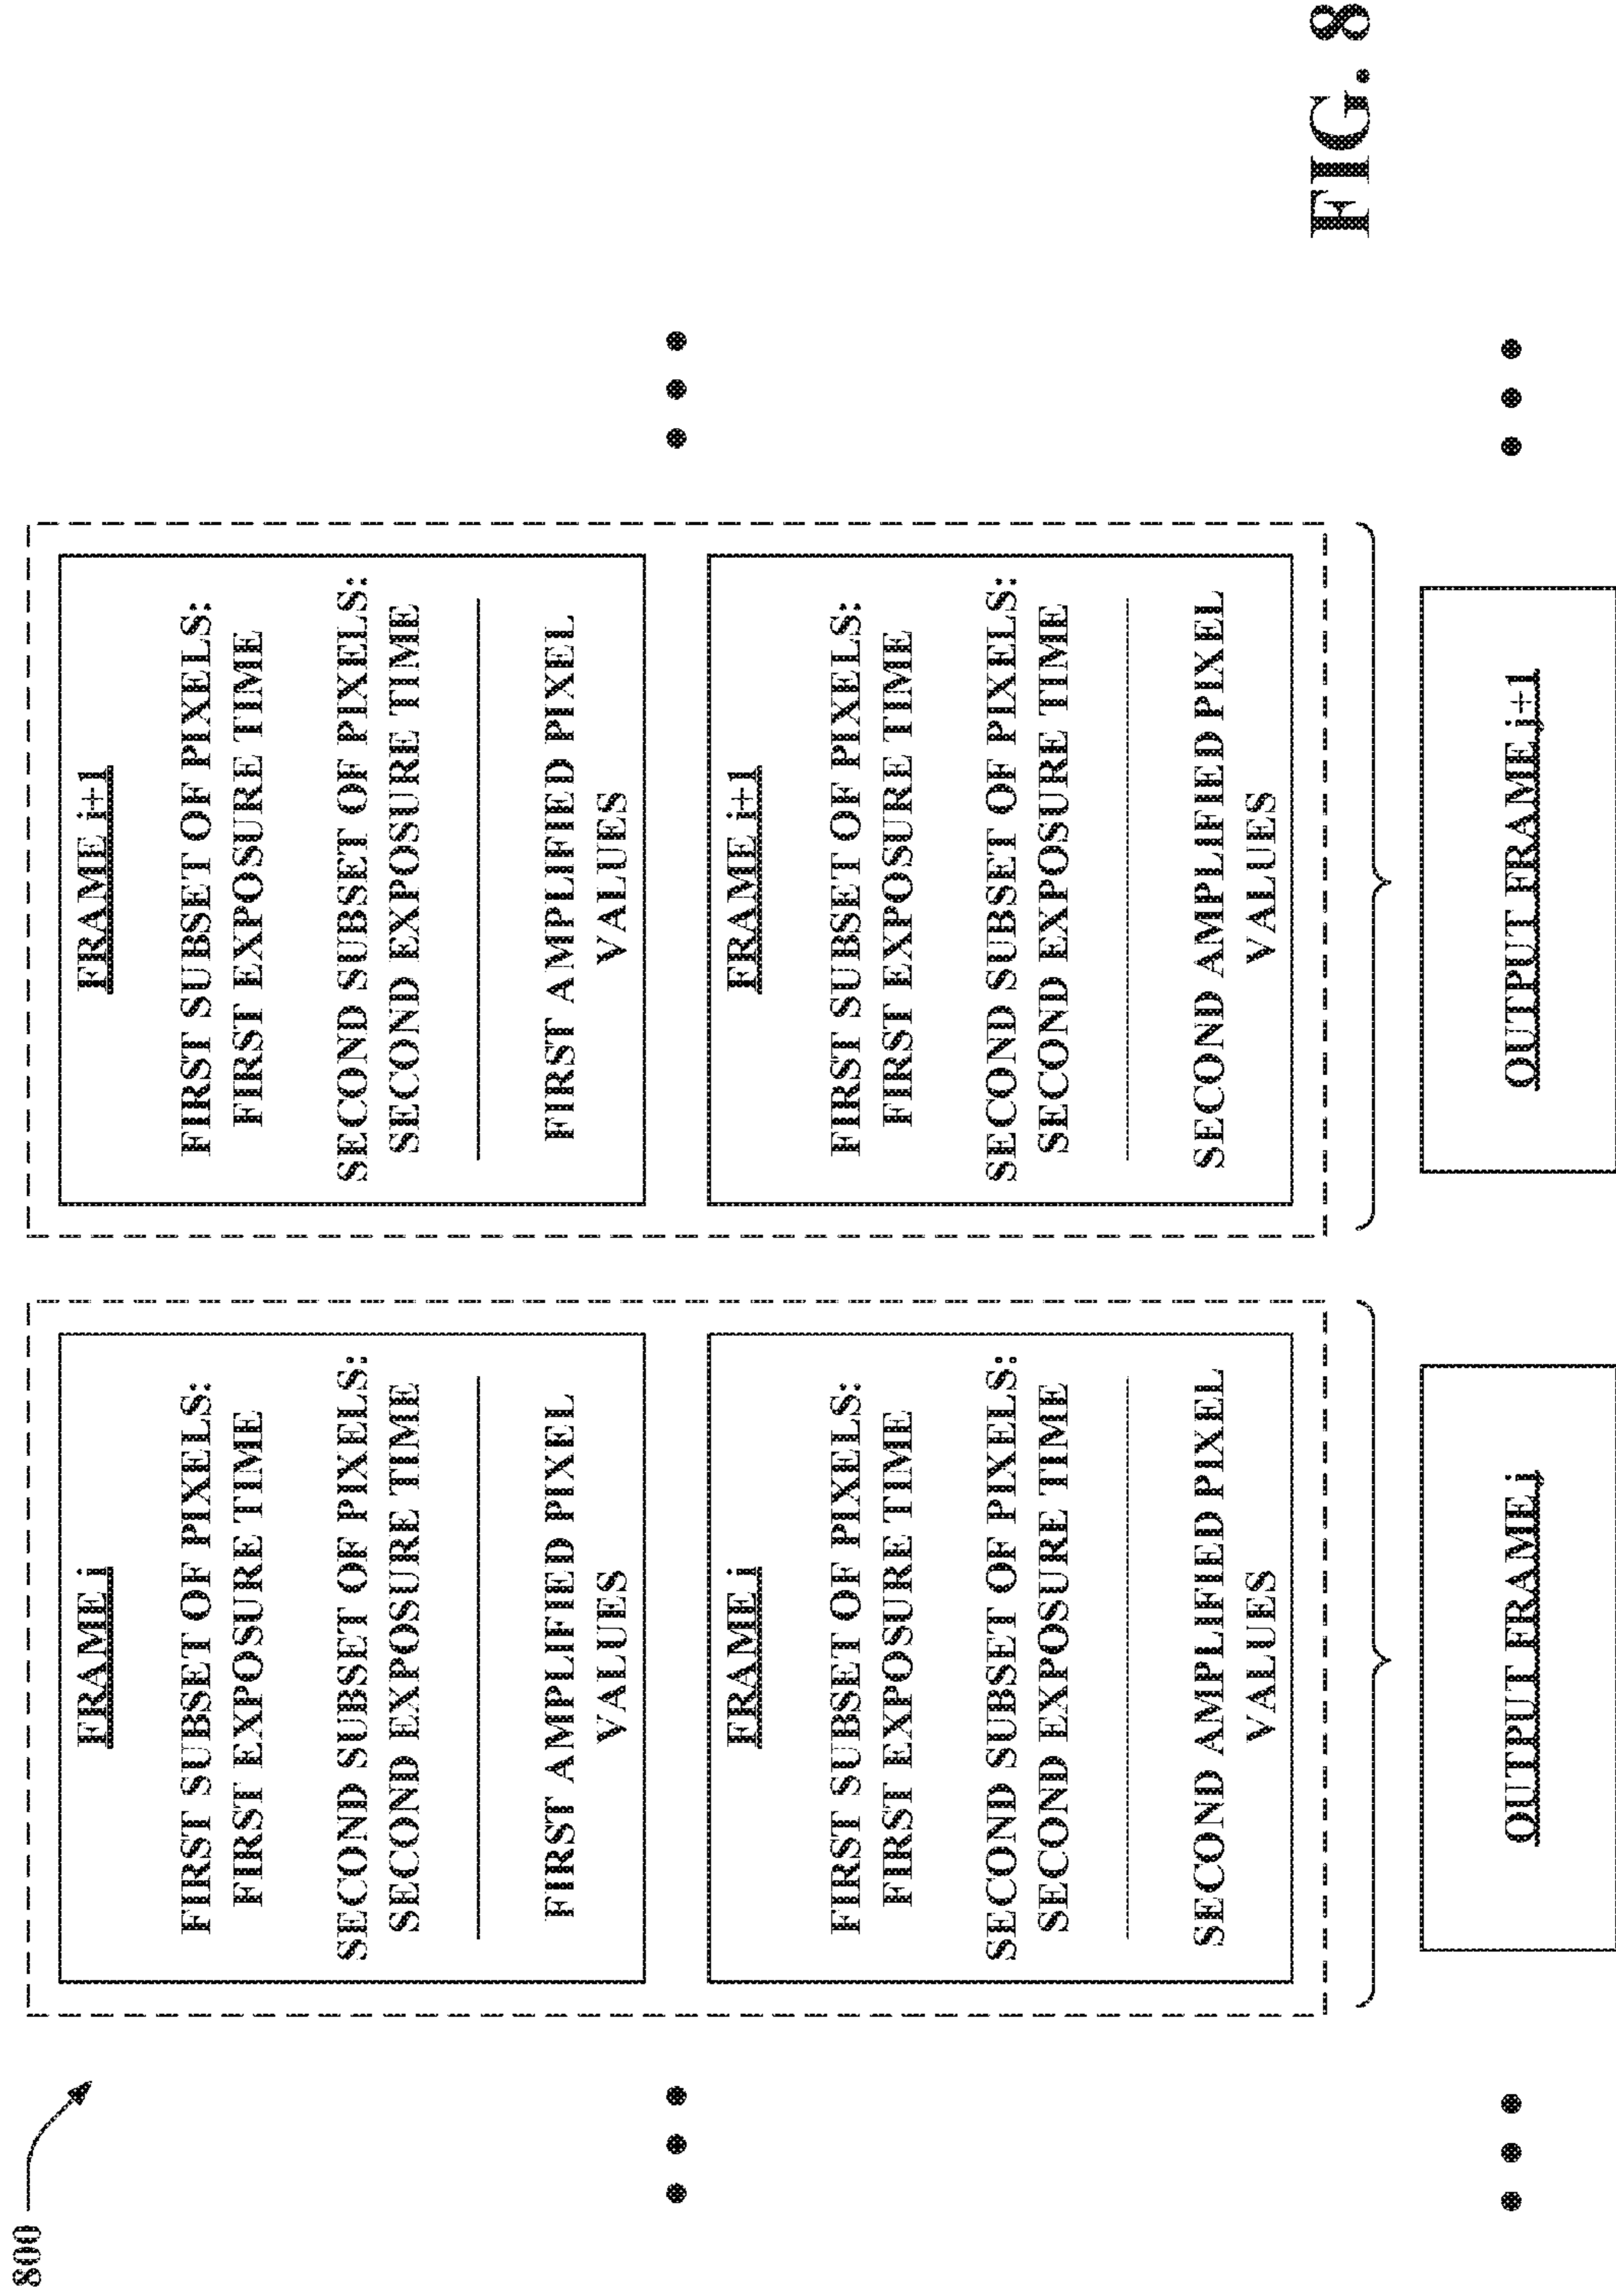 800
FRAME i
FIRST SUBSET OF PIXELS:
FIRST EXPOSURE TIME
SECOND SUBSET OF PIXELS:
SECOND EXPOSURE TIME
FIRST AMPLIFIED PIXEL
VALUES
FRAME i+1
FIRST SUBSET OF PIXELS:
FIRST EXPOSURE TIME
SECOND SUBSET OF PIXELS:
SECOND EXPOSURE TIME
FIRST AMPLIFIED PIXEL
VALUES
FRAME i
FIRST SUBSET OF PIXELS:
FIRST EXPOSURE TIME
SECOND SUBSET OF PIXELS:
SECOND EXPOSURE TIME
SECOND AMPLIFIED PIXEL
VALUES
FRAME i+1
FIRST SUBSET OF PIXELS:
FIRST EXPOSURE TIME
SECOND SUBSET OF PIXELS:
SECOND EXPOSURE TIME
SECOND AMPLIFIED PIXEL
VALUES
OUTPUT FRAME i
OUTPUT FRAME i+1
FIG. 8